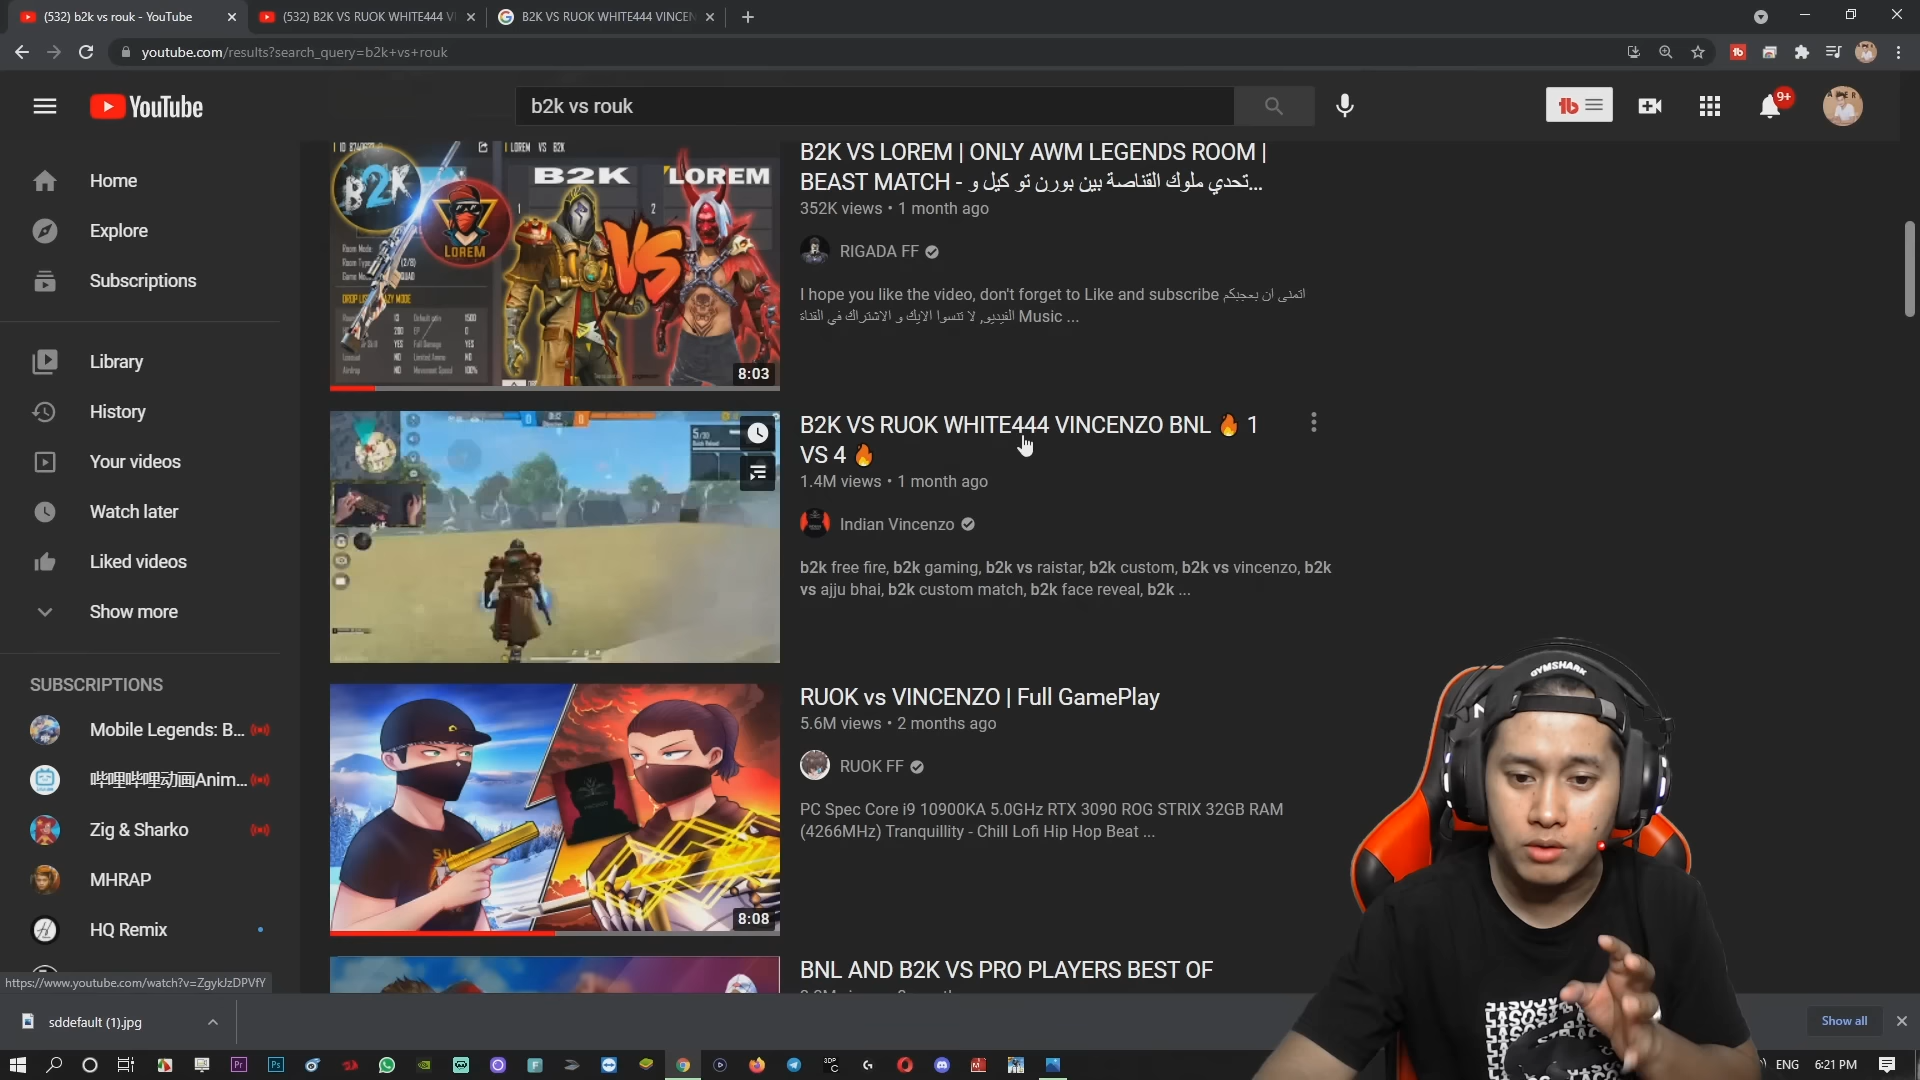 (532) b2k vs rouk - YouTube
(532) B2K VS RUOK WHITE444 VI
B2K VS RUOK WHITE444 VINCEN
youtube.com/results?search_query=b2k+vs+rouk
YouTube
b2k vs rouk
9+
Home
Explore
Subscriptions
Library
History
Your videos
Watch later
Liked videos
Show more
SUBSCRIPTIONS
Mobile Legends: B...
哔哩哔哩动画Anim...
Zig & Sharko
MHRAP
HQ Remix
https://www.youtube.com/watch?v=ZgykJzDPVfY
LOREM VS B2K
B2K
LOREM
B2K
LOREM
VS
8:03
B2K VS LOREM | ONLY AWM LEGENDS ROOM |
BEAST MATCH - تحدي ملوك القناصة بين بورن تو كيل و...
352K views • 1 month ago
RIGADA FF
I hope you like the video, don't forget to Like and subscribe اتمنى ان يعجبكم
الفيديو, لا تنسوا الايك و الاشتراك في القناة Music ...
B2K VS RUOK WHITE444 VINCENZO BNL 🔥 1
VS 4 🔥
1.4M views • 1 month ago
Indian Vincenzo
b2k free fire, b2k gaming, b2k vs raistar, b2k custom, b2k vs vincenzo, b2k
vs ajju bhai, b2k custom match, b2k face reveal, b2k ...
8:08
RUOK vs VINCENZO | Full GamePlay
5.6M views • 2 months ago
RUOK FF
PC Spec Core i9 10900KA 5.0GHz RTX 3090 ROG STRIX 32GB RAM
(4266MHz) Tranquillity - Chill Lofi Hip Hop Beat ...
BNL AND B2K VS PRO PLAYERS BEST OF
GYMSHARK
sddefault (1).jpg
Show all
ENG
6:21 PM